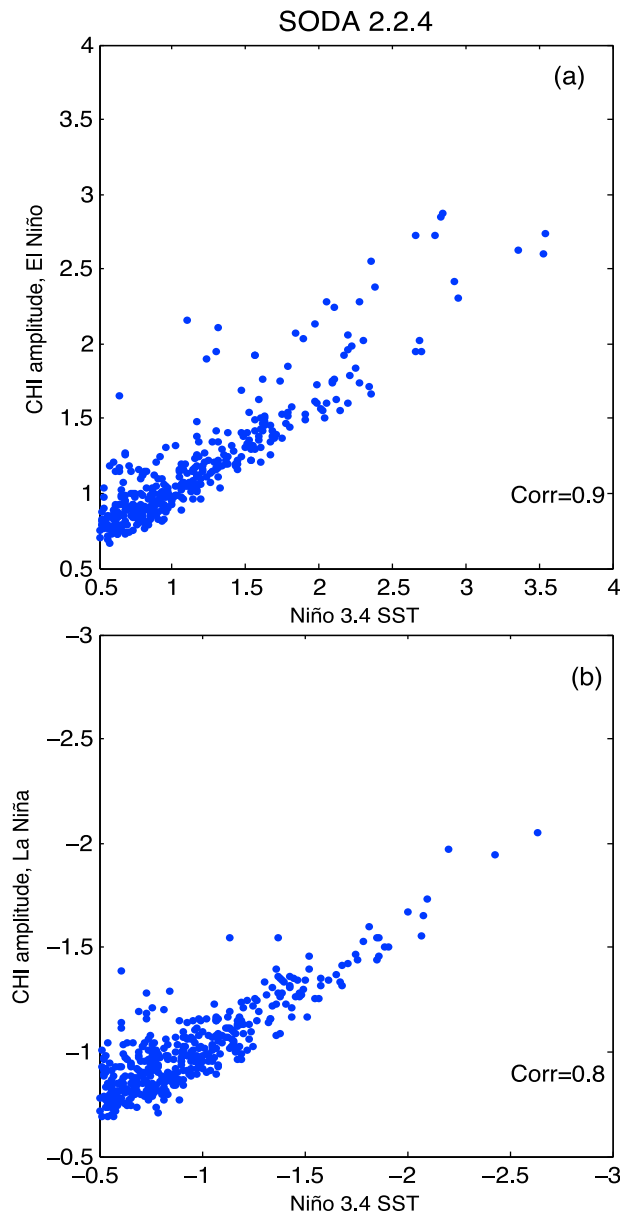 SODA 2.2.4
(a)
4
3.5
3
2.5
2
1.5
1
0.5
CHI amplitude, El Niño
Corr=0.9
0.5 1 1.5 2 2.5 3 3.5 4
Niño 3.4 SST
(b)
−3
−2.5
−2
−1.5
−1
−0.5
CHI amplitude, La Niña
Corr=0.8
−0.5 −1 −1.5 −2 −2.5 −3
Niño 3.4 SST